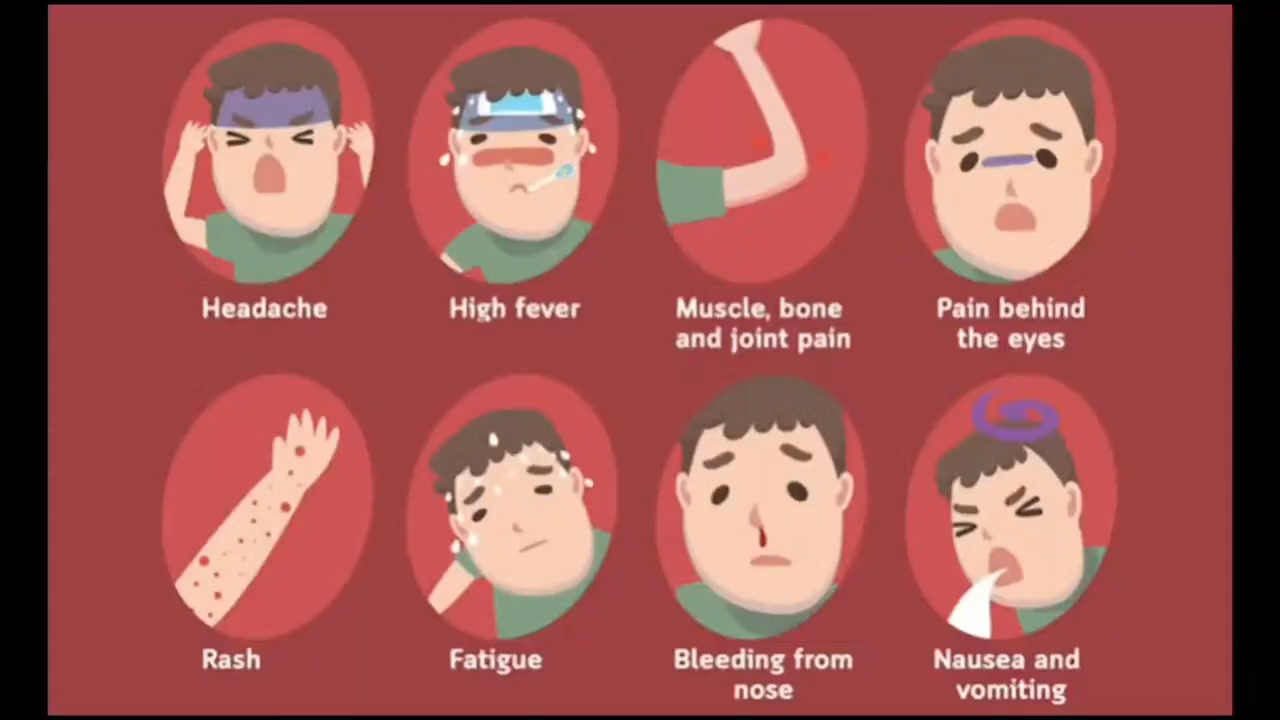 Headache
High fever
Muscle, bone
and joint pain
Pain behind
the eyes
Rash
Fatigue
Bleeding from
nose
Nausea and
vomiting